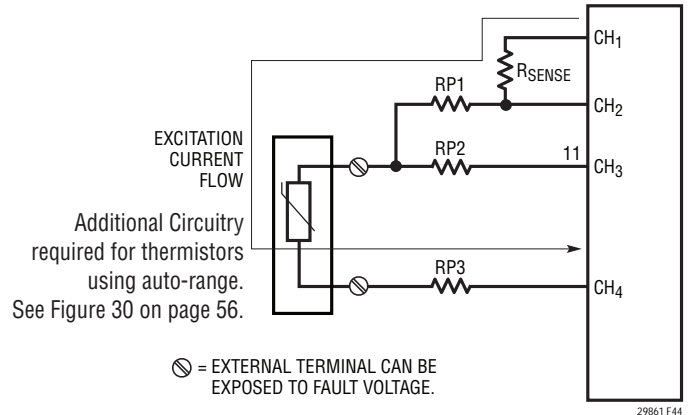 CH1
RSENSE
RP1
CH2
EXCITATION
CURRENT
FLOW
RP2
11
CH3
Additional Circuitry
required for thermistors
using auto-range.
See Figure 30 on page 56.
RP3
CH4
= EXTERNAL TERMINAL CAN BE
EXPOSED TO FAULT VOLTAGE.
29861 F44